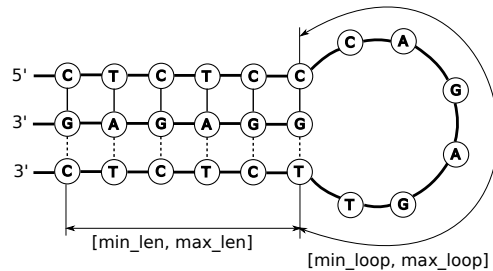 5' C T C T C C C A
G
3' G A G A G G
A
3' C T C T C T T G
[min_len, max_len]
[min_loop, max_loop]